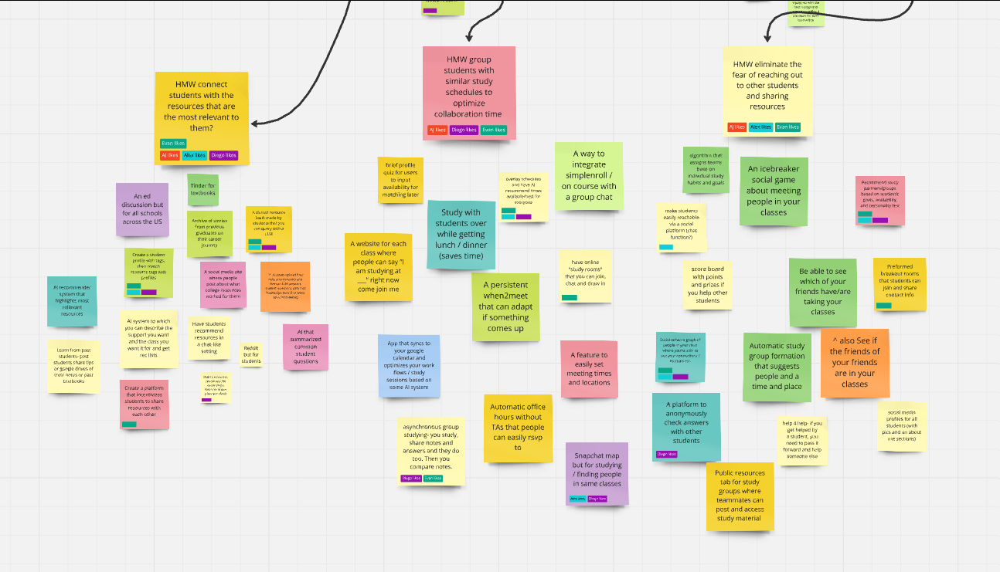 HMW connect
students with the
resources that are
the most relevant to
them?
Evan likes
AJ likes
Alex likes
Diego likes
HMW group
students with
similar study
schedules to
optimize
collaboration time
AJ likes
Diego likes
Evan likes
HMW eliminate the
fear of reaching out
to other students
and sharing
resources
AJ likes
Alex likes
Evan likes
An ed
discussion but
for all schools
across the US
Tinder for
textbooks
Archive of stories
from previous
graduates on
their career
journey
A shared resource
bank made by
students that you
can query with a
LLM
Create a student
profile with tags,
then match
resource tags with
profiles
A social media site
where people
post about what
college resources
worked for them
AI recommender
system that
highlights most
relevant
resources
AI system to which
you can describe the
support you want
and the class you
want it for and get
rec lists
Have students
recommend
resources in
a chat-like
setting
Reddit
but for
students
AI that
summarized
common
student
questions
Learn from past
students- past
students share tips
or google drives of
their notes or past
textbooks
Create a platform
that incentivizes
students to share
resources with
each other
brief profile
quiz for users
to input
availability for
matching later
overlay schedules
and have AI
recommend times
available/best for
everyone
A way to
integrate
simplenroll /
on course with
a group chat
Study with
students over
while getting
lunch / dinner
(saves time)
A website for each
class where
people can say "I
am studying at
___" right now
come join me
have online
"study rooms"
that you can join,
chat and draw in
A persistent
when2meet
that can adapt
if something
comes up
App that syncs to
your google
calendar and
optimizes your work
flows / study
sessions based on
some AI system
A feature to
easily set
meeting times
and locations
Automatic office
hours without
TAs that people
can easily rsvp
to
asynchronous group
studying- you study,
share notes and
answers and they do
too. Then you
compare notes.
Diego likes
Evan likes
Snapchat map
but for studying
/ finding people
in same classes
Alex likes
Diego likes
algorithm that
assigns teams
base on
individual study
habits and goals
An icebreaker
social game
about meeting
people in your
classes
Recommend study
partners/groups
based on academic
goals, availability,
and personality test
make students
easily reachable
via a social
platform (chat
function?)
score board
with points
and prizes if
you help other
students
Be able to see
which of your
friends have/are
taking your
classes
Preformed
breakout rooms
that students can
join and share
contact info
Automatic study
group formation
that suggests
people and a
time and place
^ also See if
the friends of
your friends
are in your
classes
A platform to
anonymously
check answers
with other
students
Diego likes
help 4 help- if you
get helped by
a student, you
need to pass it
forward and help
someone else
social media
profiles for all
students (with
pics and an about
me sections)
Public resources
tab for study
groups where
teammates can
post and access
study material